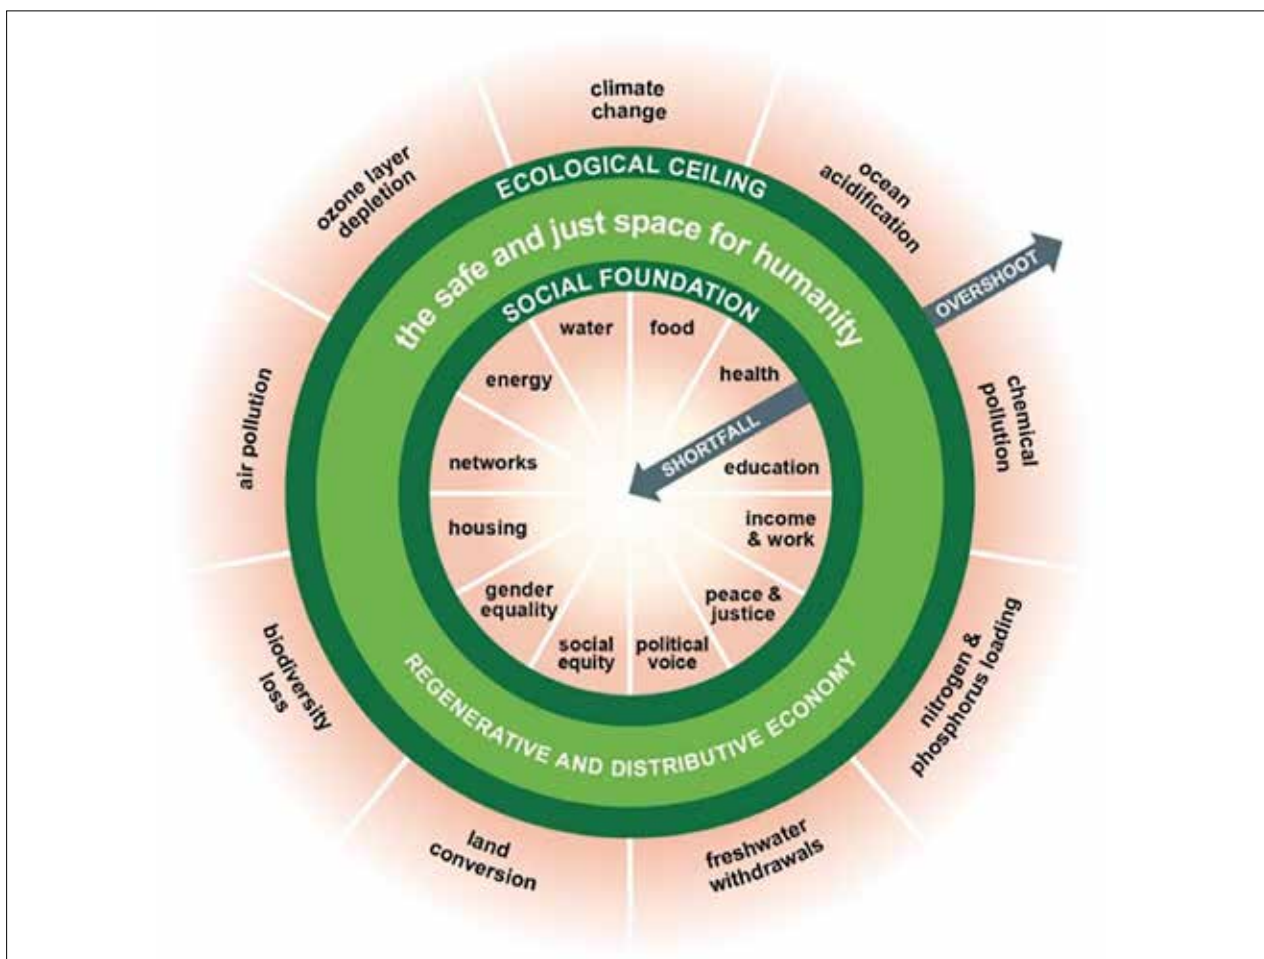 climate
change
ocean
acidification
chemical
pollution
nitrogen &
phosphorus loading
freshwater
withdrawals
land
conversion
biodiversity
loss
air pollution
ozone layer
depletion
OVERSHOOT
ECOLOGICAL CEILING
the safe and just space for humanity
SOCIAL FOUNDATION
water
food
health
SHORTFALL
education
income
& work
peace &
justice
political
voice
social
equity
gender
equality
housing
networks
energy
REGENERATIVE AND DISTRIBUTIVE ECONOMY